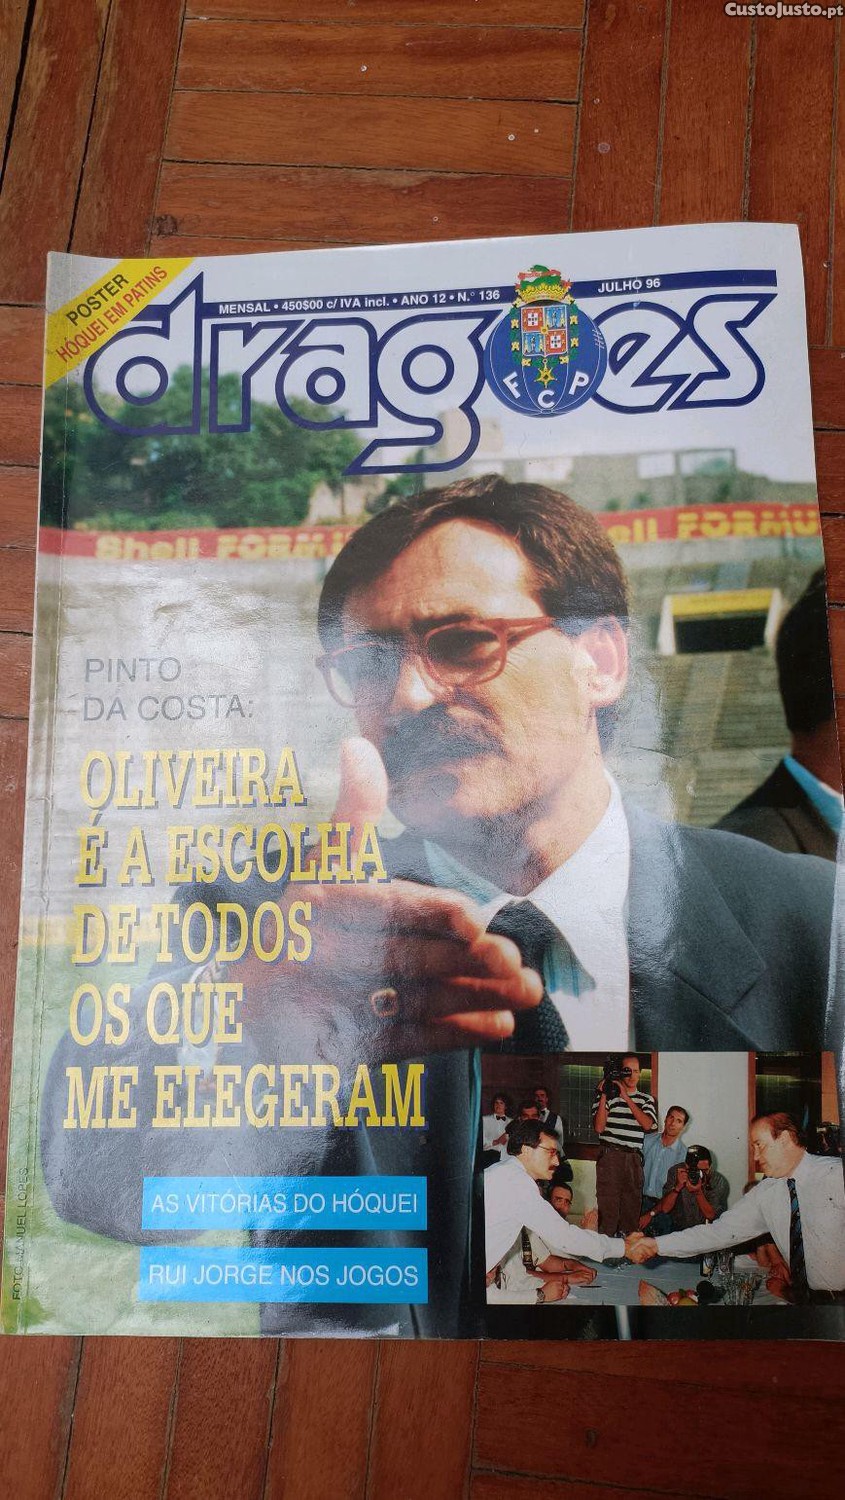 CustoJusto.pt
POSTER
HÓQUEI EM PATINS
MENSAL • 450$00 c/ IVA incl. • ANO 12 • N.° 136
JULHO 96
dragões
FCP
Shell FORMU
Shell FORMU
PINTO
DA COSTA:
OLIVEIRA
É A ESCOLHA
DE TODOS
OS QUE
ME ELEGERAM
AS VITÓRIAS DO HÓQUEI
RUI JORGE NOS JOGOS
FOTO: MANUEL LOPES